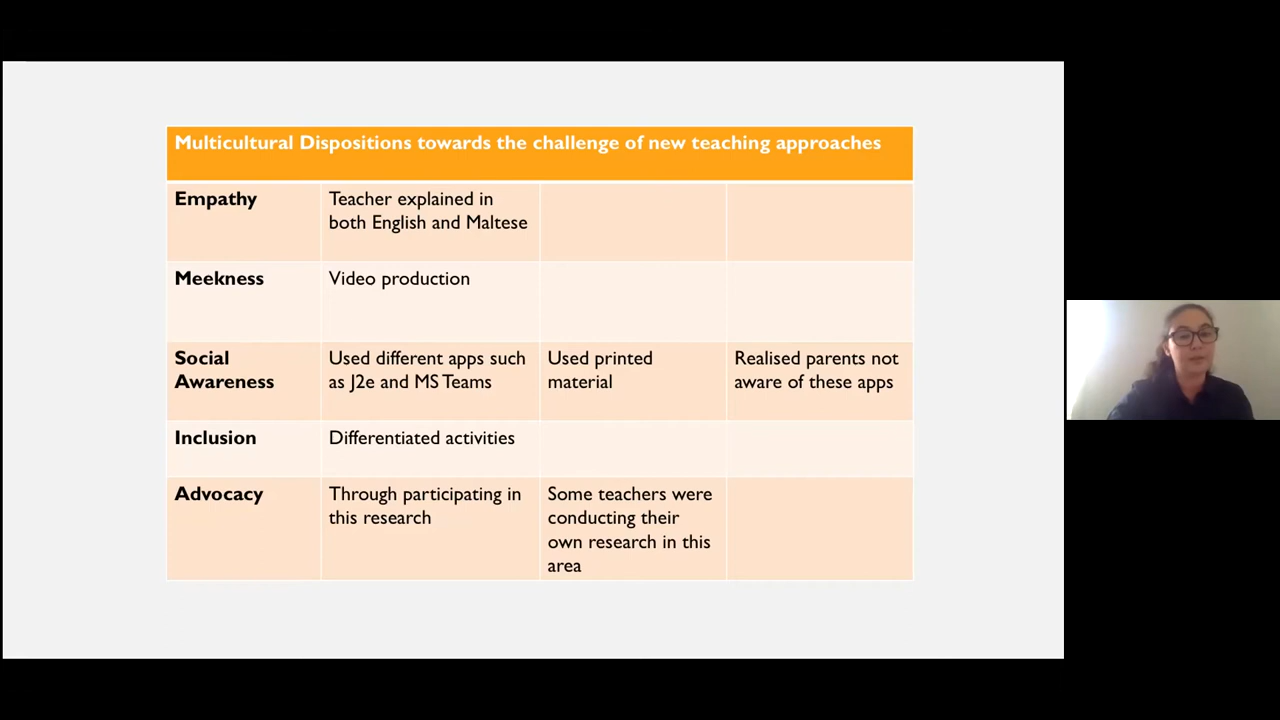 Multicultural Dispositions towards the challenge of new teaching approaches
Empathy
Teacher explained in
both English and Maltese
Meekness
Video production
Social
Awareness
Used different apps such
as J2e and MS Teams
Used printed
material
Realised parents not
aware of these apps
Inclusion
Differentiated activities
Advocacy
Through participating in
this research
Some teachers were
conducting their
own research in this
area